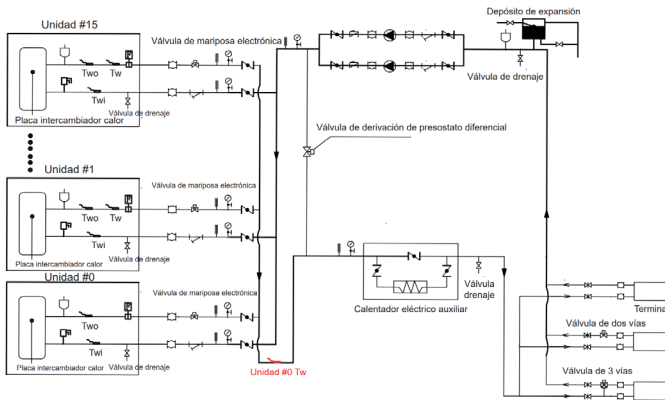 Unidad #15
Válvula de mariposa electrónica
Depósito de expansión
Two
Tw
Twi
Válvula de drenaje
Placa intercambiador calor
Válvula de drenaje
Válvula de derivación de presostato diferencial
Unidad #1
Válvula de mariposa electrónica
Two
Tw
Twi
Válvula de drenaje
Placa intercambiador calor
Unidad #0
Válvula de mariposa electrónica
Two
Twi
Válvula de drenaje
Placa intercambiador calor
Unidad #0 Tw
Calentador eléctrico auxiliar
Válvula
drenaje
Termina
Válvula de dos vías
Válvula de 3 vías